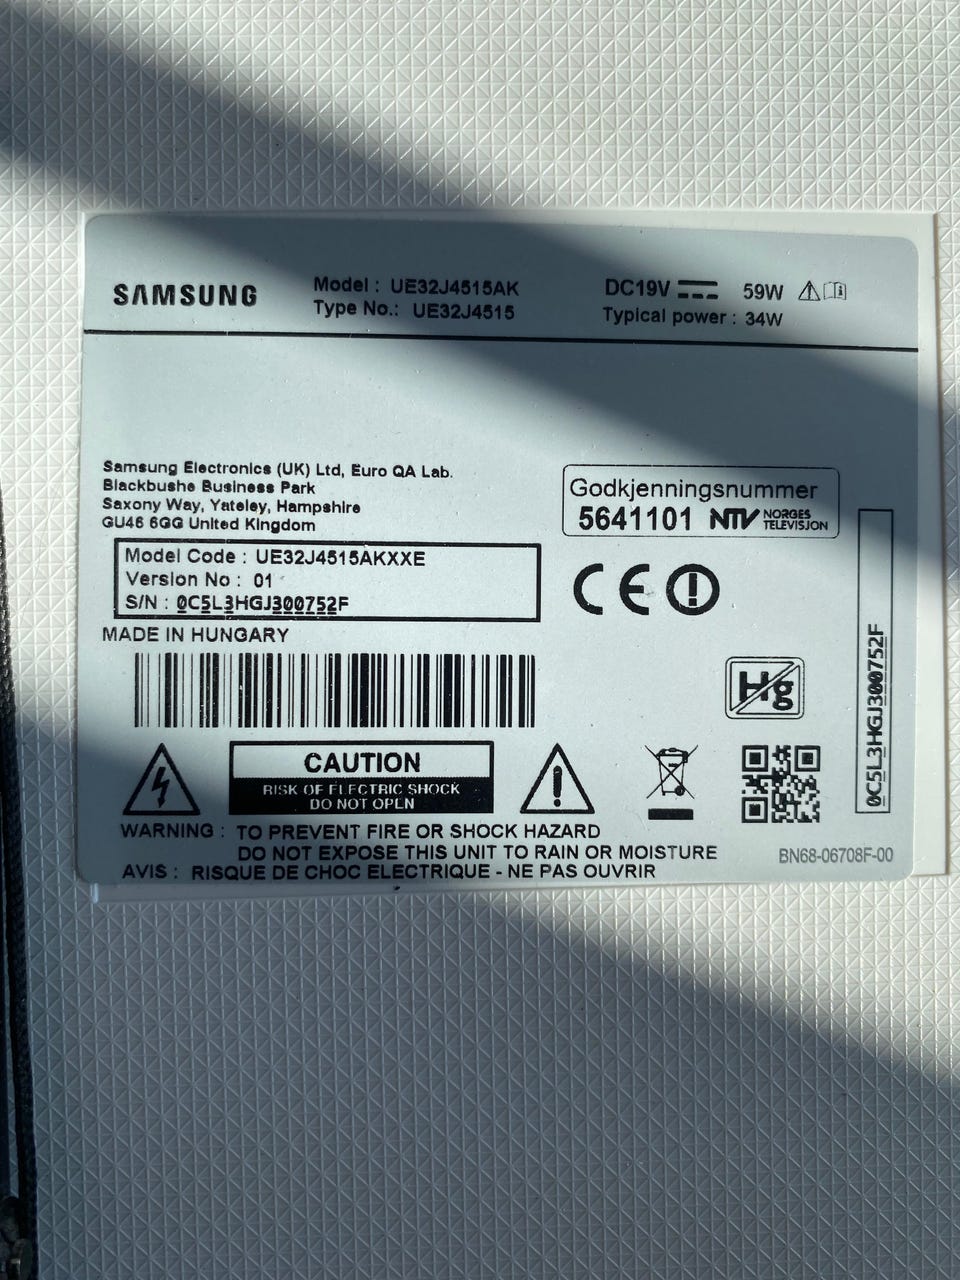 SAMSUNG
Model : UE32J4515AK
Type No.: UE32J4515
DC19V 59W
Typical power : 34W
Samsung Electronics (UK) Ltd, Euro QA Lab.
Blackbushe Business Park
Saxony Way, Yateley, Hampshire
GU46 6GG United Kingdom
Godkjenningsnummer
5641101 NTV NORGES
TELEVISJON
Model Code : UE32J4515AKXXE
Version No : 01
S/N : 0C5L3HGJ300752F
MADE IN HUNGARY
CE
Hg
0C5L3HGJ300752F
CAUTION
RISK OF ELECTRIC SHOCK
DO NOT OPEN
WARNING : TO PREVENT FIRE OR SHOCK HAZARD
DO NOT EXPOSE THIS UNIT TO RAIN OR MOISTURE
AVIS : RISQUE DE CHOC ELECTRIQUE - NE PAS OUVRIR
BN68-06708F-00